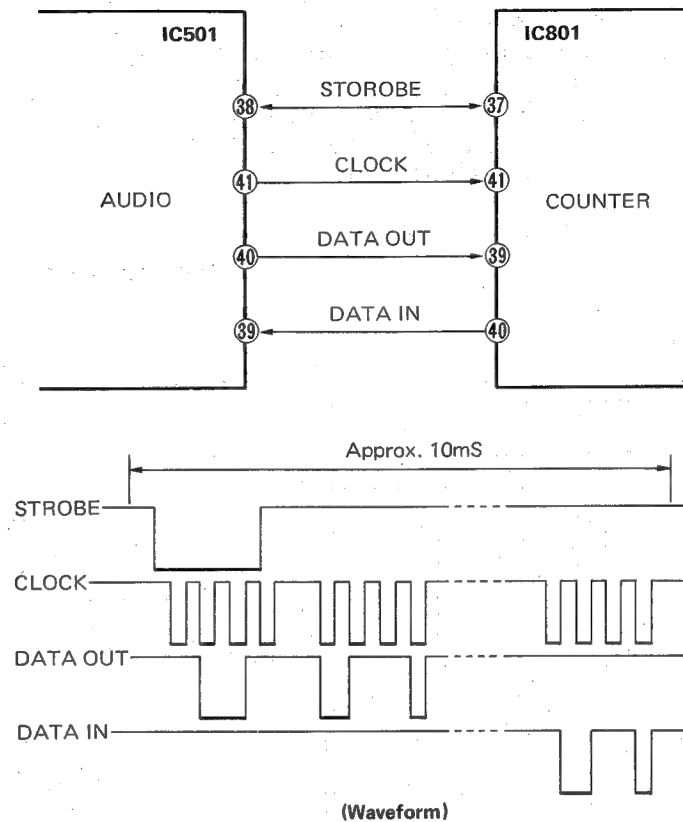 IC501
IC801
STOROBE
38
37
CLOCK
41
41
AUDIO
COUNTER
DATA OUT
40
39
DATA IN
39
40
Approx. 10mS
STROBE
CLOCK
DATA OUT
DATA IN
(Waveform)